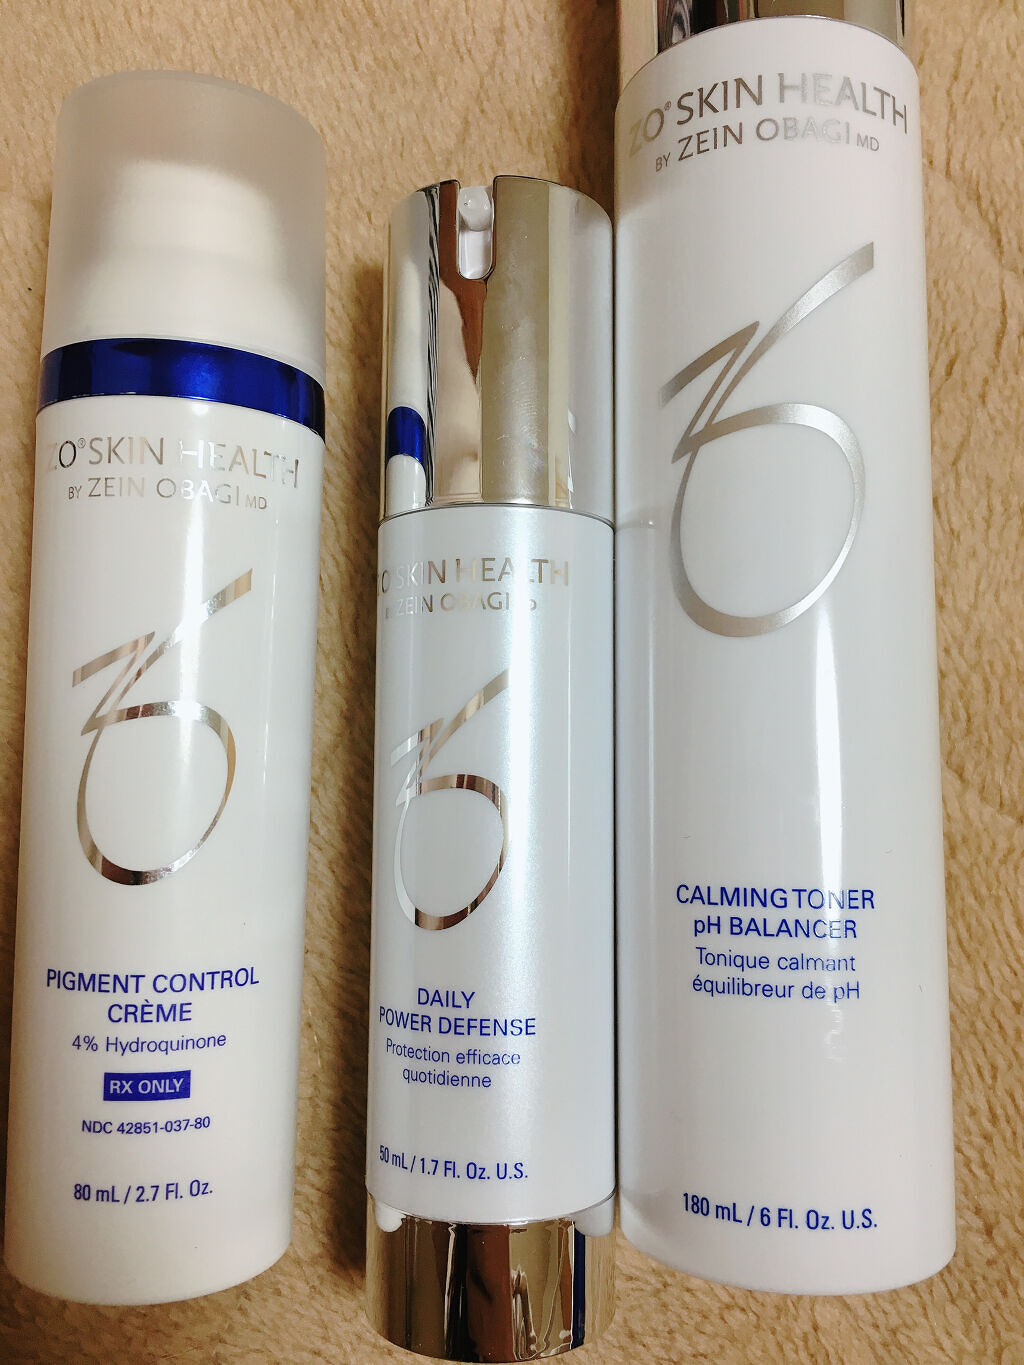 ZO® SKIN HEALTH
BY ZEIN OBAGI MD
PIGMENT CONTROL
CRÈME
4% Hydroquinone
RX ONLY
NDC 42851-037-80
80 mL / 2.7 Fl. Oz.
ZO® SKIN HEALTH
BY ZEIN OBAGI MD
DAILY
POWER DEFENSE
Protection efficace
quotidienne
50 mL / 1.7 Fl. Oz. U.S.
ZO® SKIN HEALTH
BY ZEIN OBAGI MD
CALMING TONER
pH BALANCER
Tonique calmant
équilibreur de pH
180 mL / 6 Fl. Oz. U.S.